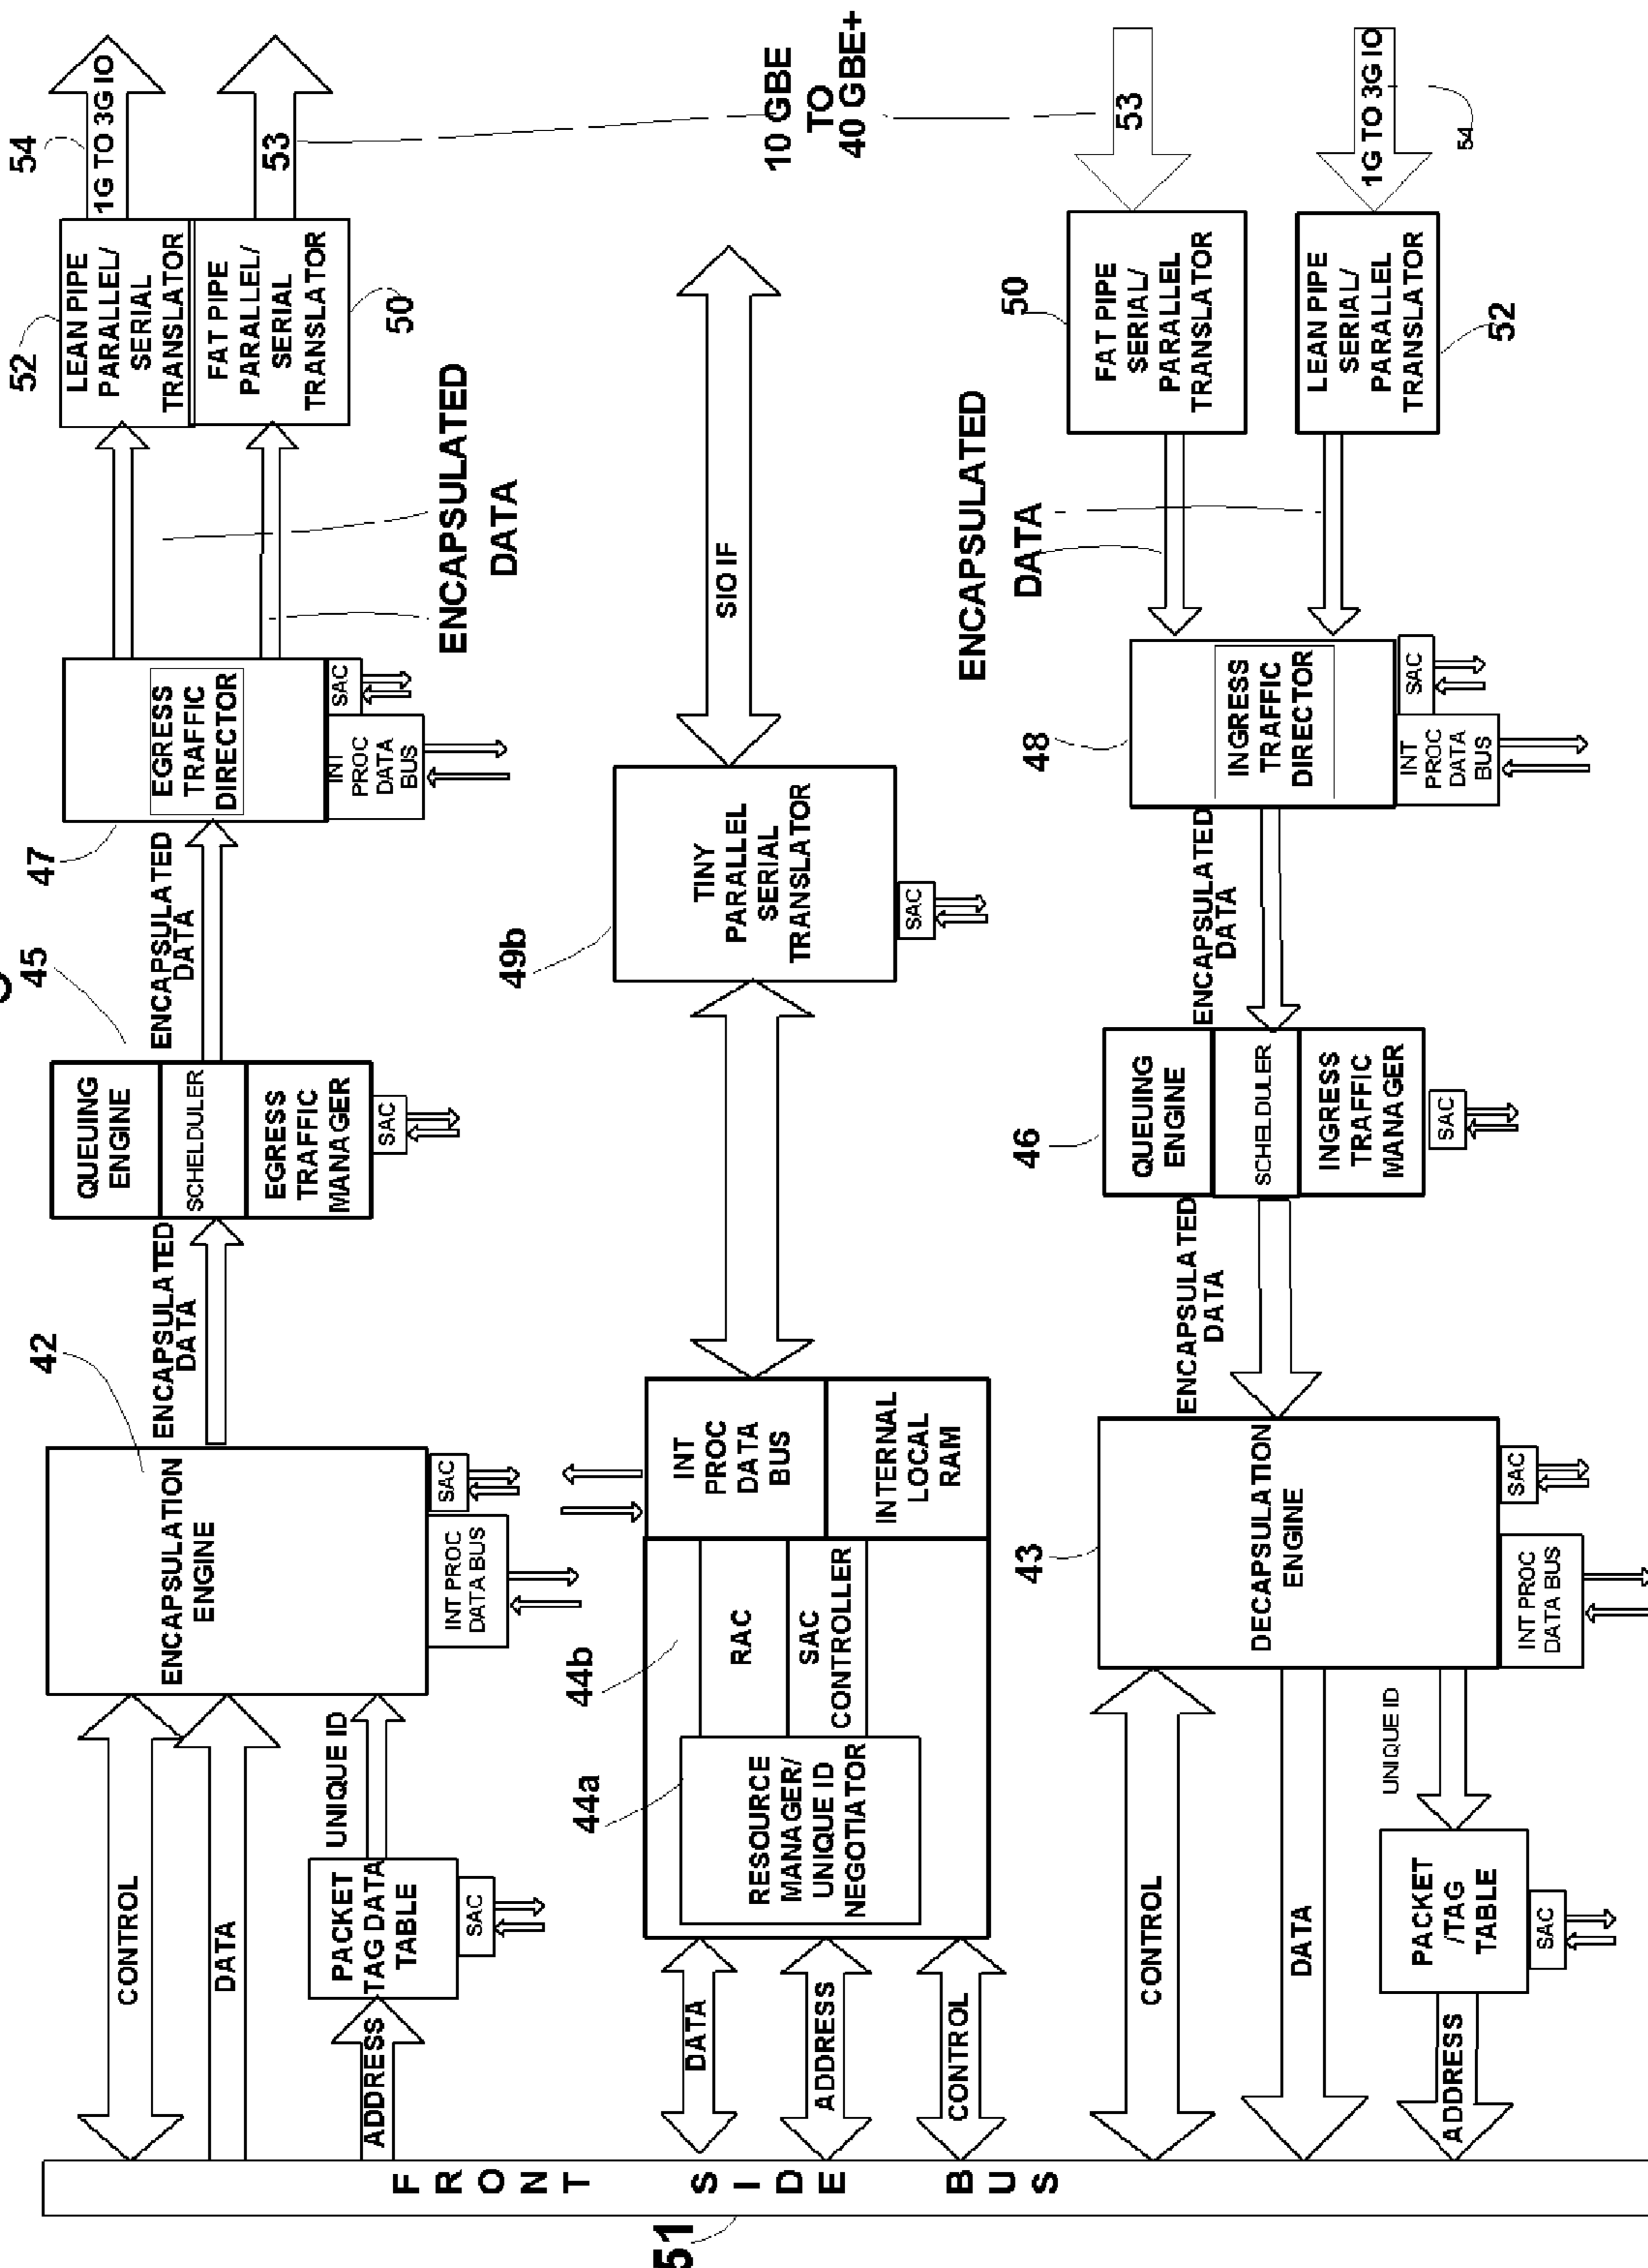 51
FRONT SIDE BUS
CONTROL
DATA
ADDRESS
PACKET
TAG DATA
TABLE
SAC
UNIQUE ID
42
ENCAPSULATION
ENGINE
INT PROC
DATA BUS
SAC
ENCAPSULATED
DATA
45
QUEUING
ENGINE
SCHELDULER
EGRESS
TRAFFIC
MANAGER
SAC
ENCAPSULATED
DATA
47
EGRESS
TRAFFIC
DIRECTOR
INT
PROC
DATA
BUS
SAC
ENCAPSULATED
DATA
52
LEAN PIPE
PARALLEL/
SERIAL
TRANSLATOR
FAT PIPE
PARALLEL/
SERIAL
TRANSLATOR
50
54
1G TO 3G IO
53
10 GBE
TO
40 GBE+
DATA
ADDRESS
CONTROL
44a
RESOURCE
MANAGER/
UNIQUE ID
NEGOTIATOR
44b
RAC
SAC
CONTROLLER
INT
PROC
DATA
BUS
INTERNAL
LOCAL
RAM
49b
TINY
PARALLEL
SERIAL
TRANSLATOR
SAC
SIO IF
CONTROL
DATA
ADDRESS
PACKET
/TAG
TABLE
SAC
UNIQUE ID
43
DECAPSULATION
ENGINE
INT PROC
DATA BUS
SAC
ENCAPSULATED
DATA
46
QUEUING
ENGINE
SCHELDULER
INGRESS
TRAFFIC
MANAGER
SAC
ENCAPSULATED
DATA
48
INGRESS
TRAFFIC
DIRECTOR
INT
PROC
DATA
BUS
SAC
ENCAPSULATED
DATA
50
FAT PIPE
SERIAL/
PARALLEL
TRANSLATOR
LEAN PIPE
SERIAL/
PARALLEL
TRANSLATOR
52
53
1G TO 3G IO
54